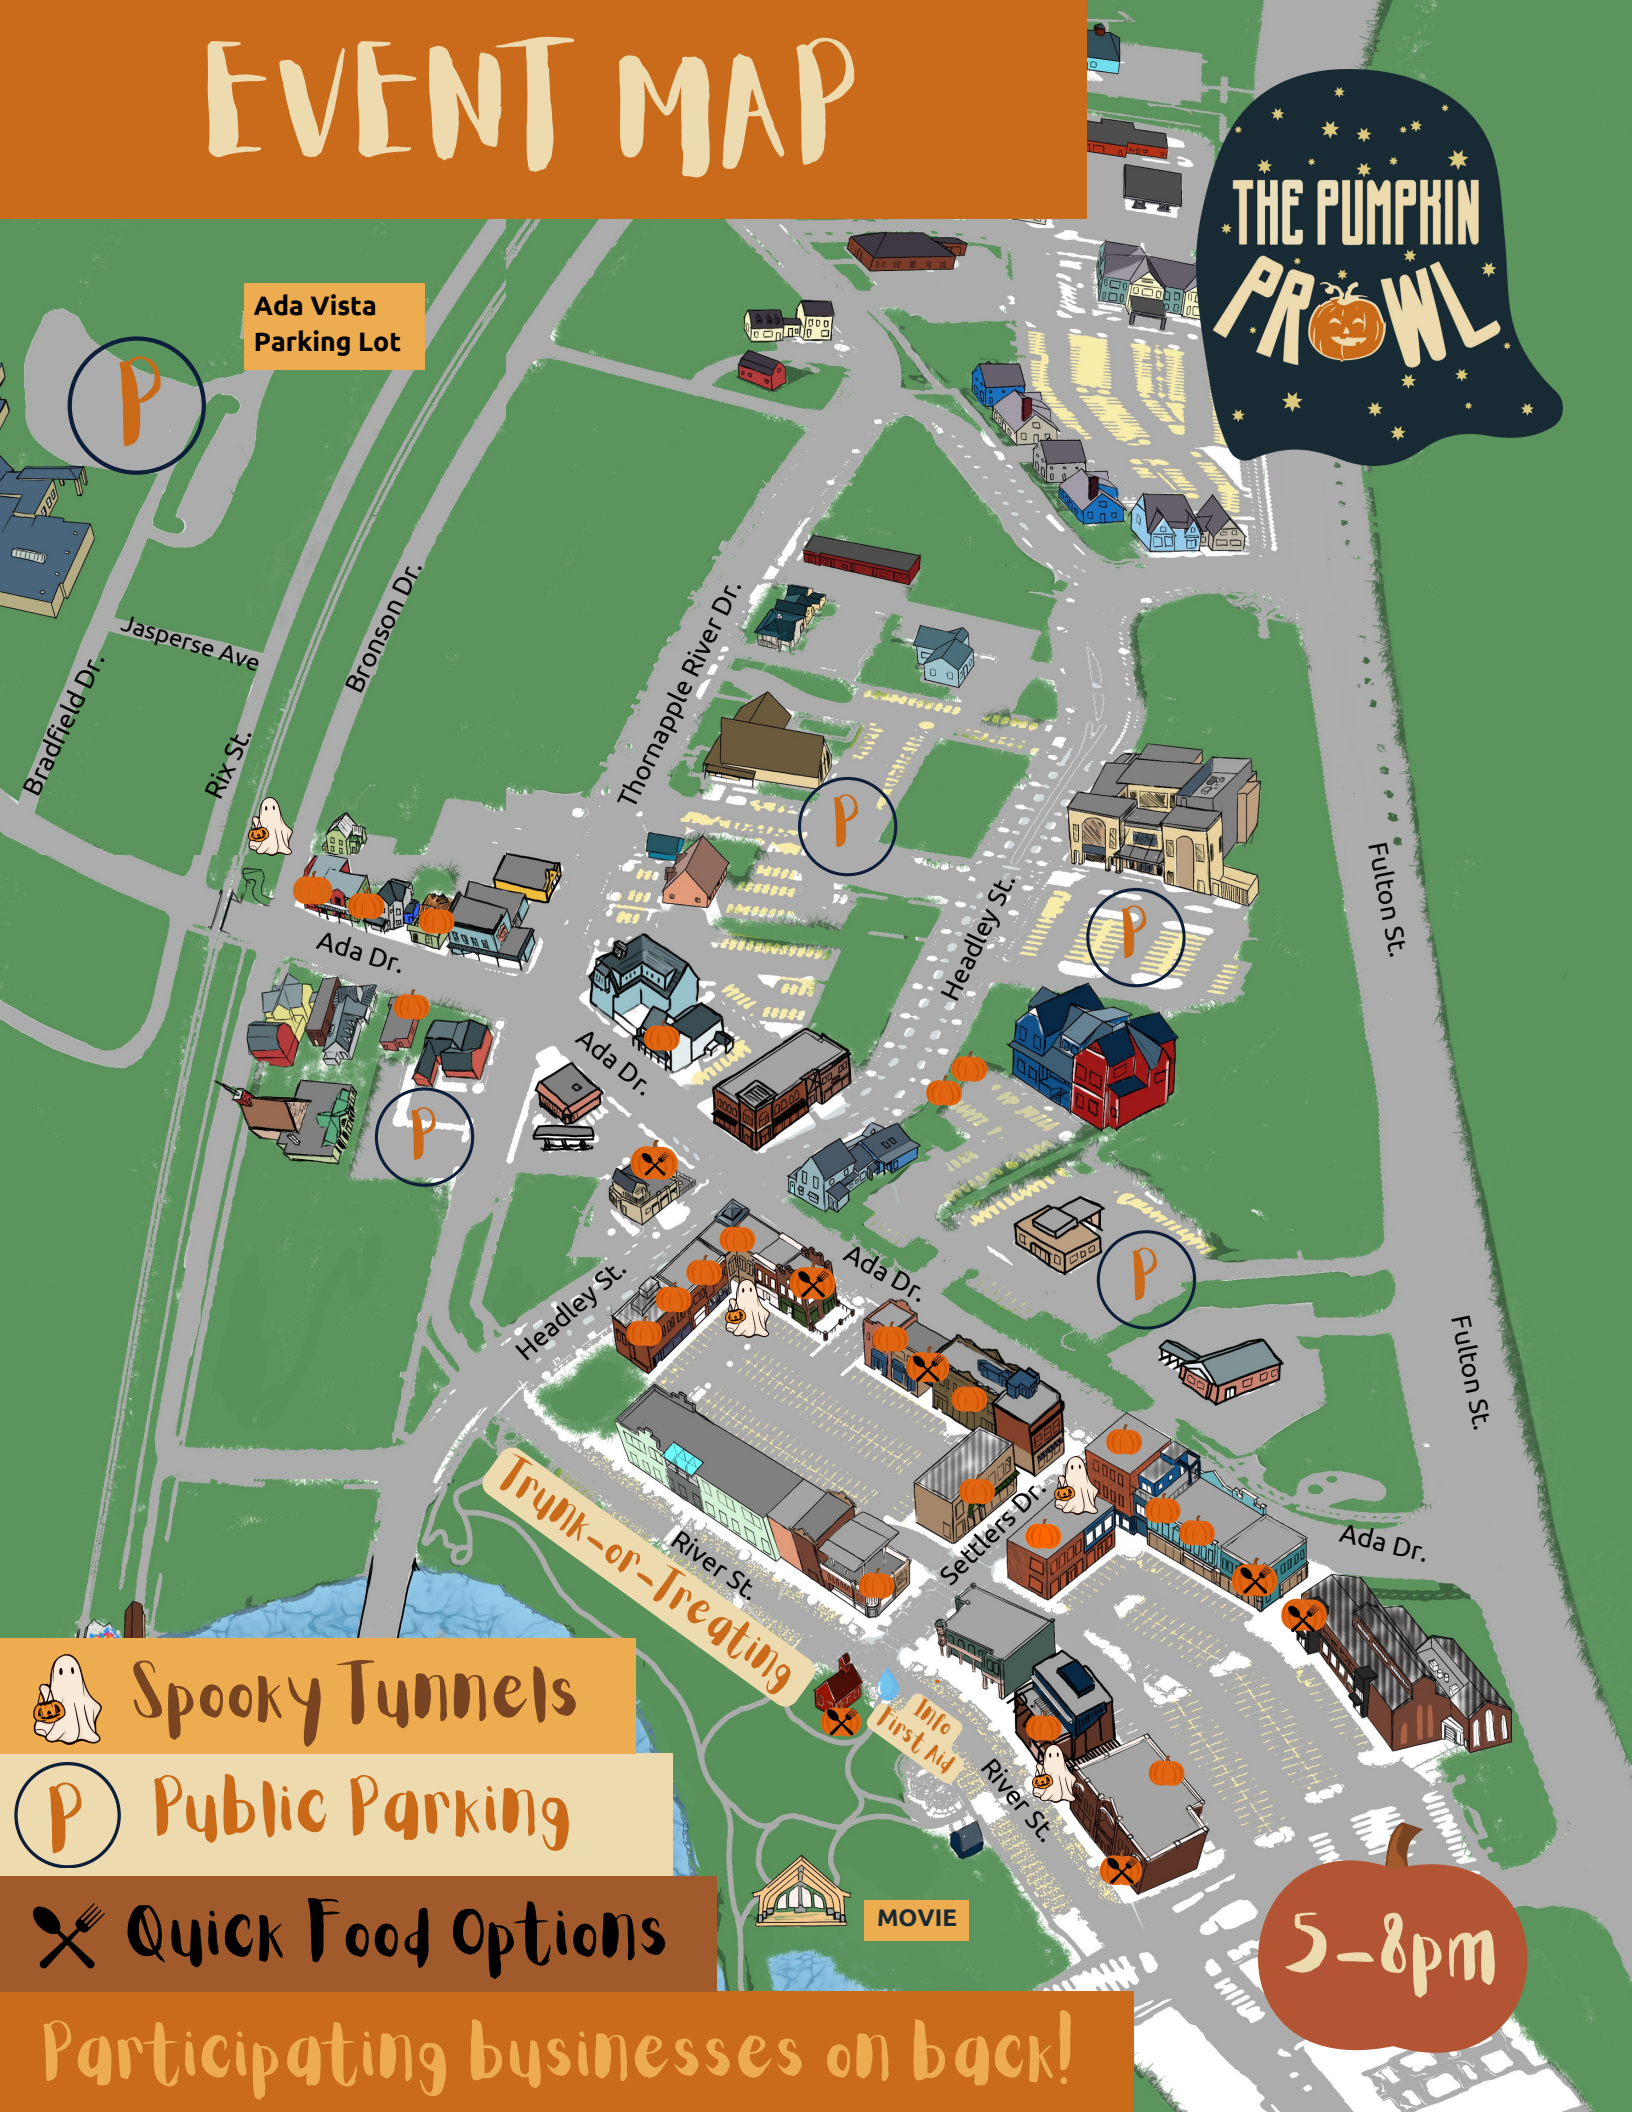 EVENT MAP
THE PUMPKIN
PROWL
Ada Vista
Parking Lot
P
Bronson Dr.
Jasperse Ave
Bradfield Dr.
Rix St.
Thornapple River Dr.
P
Headley St.
P
Fulton St.
Ada Dr.
Ada Dr.
P
Ada Dr.
P
Headley St.
Fulton St.
Trunk-or-Treating
River St.
Settlers Dr.
Ada Dr.
Info
First Aid
River St.
MOVIE
Spooky Tunnels
P Public Parking
Quick Food Options
5-8pm
Participating businesses on back!